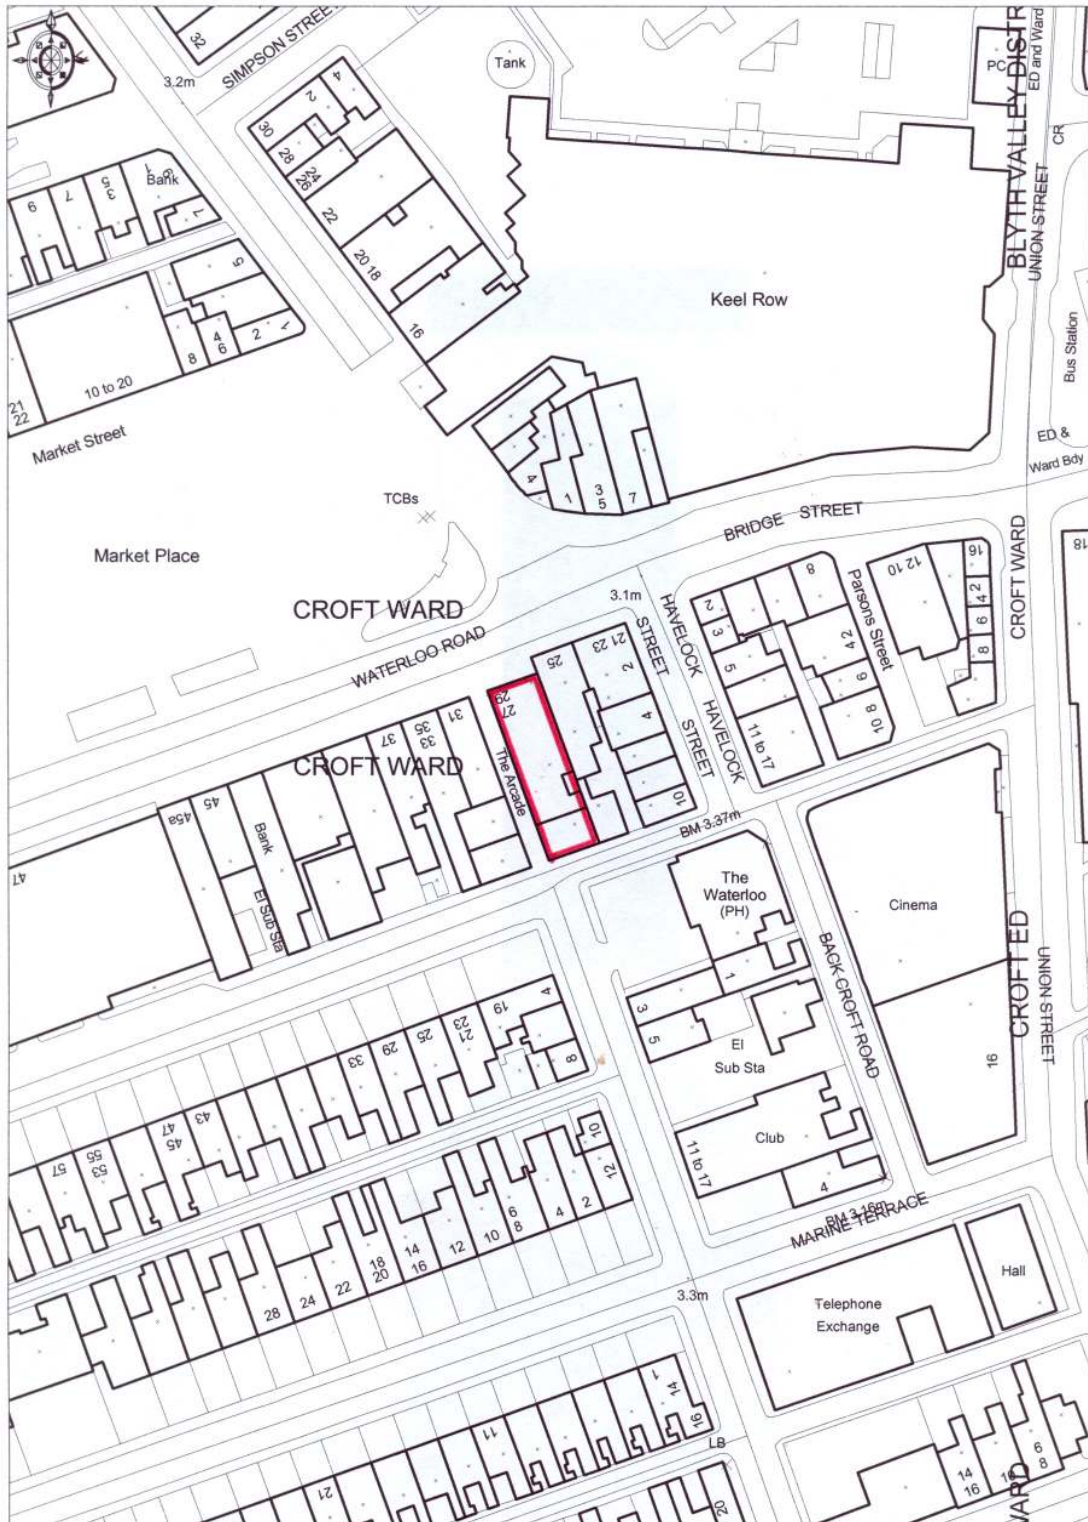 32
SIMPSON STREET
3.2m
Tank
PC
BLYTH VALLEY DISTR
ED and Ward
CR
UNION STREET
4
2
30
28
24
26
22
20 18
16
9
7
3
5
Bank
1
7
5
10 to 20
8
4
6
2
1
21
22
Market Street
Keel Row
Bus Station
ED &
Ward Bdy
4
1
3
5
7
TCBs
Market Place
BRIDGE STREET
CROFT WARD
18
CROFT WARD
3.1m
WATERLOO ROAD
HAVELOCK
STREET
HAVELOCK
STREET
2
3
5
11 to 17
8
4 2
6
10 8
Parsons Street
12 10
16
2
4
6
8
25
21 23
2
4
10
29
27
The Arcade
31
33
35
37
CROFT WARD
45
45a
47
Bank
El Sub Sta
BM 3.37m
The
Waterloo
(PH)
1
3
5
El
Sub Sta
Cinema
BACK CROFT ROAD
CROFT ED
UNION STREET
16
Club
11 to 17
4
BM 3.16m
MARINE TERRACE
4
19
8
21
23
25
29
33
43
45
47
53
55
57
10
12
2
4
6
8
10
12
14
16
18
20
22
24
28
3.3m
Telephone
Exchange
Hall
14
1
16
11
21
LB
20
14
16
6
8
WARD